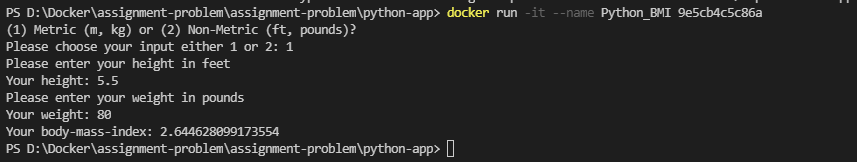 PS D:\Docker\assignment-problem\assignment-problem\python-app> docker run -it --name Python_BMI 9e5cb4c5c86a
(1) Metric (m, kg) or (2) Non-Metric (ft, pounds)?
Please choose your input either 1 or 2: 1
Please enter your height in feet
Your height: 5.5
Please enter your weight in pounds
Your weight: 80
Your body-mass-index: 2.644628099173554
PS D:\Docker\assignment-problem\assignment-problem\python-app>